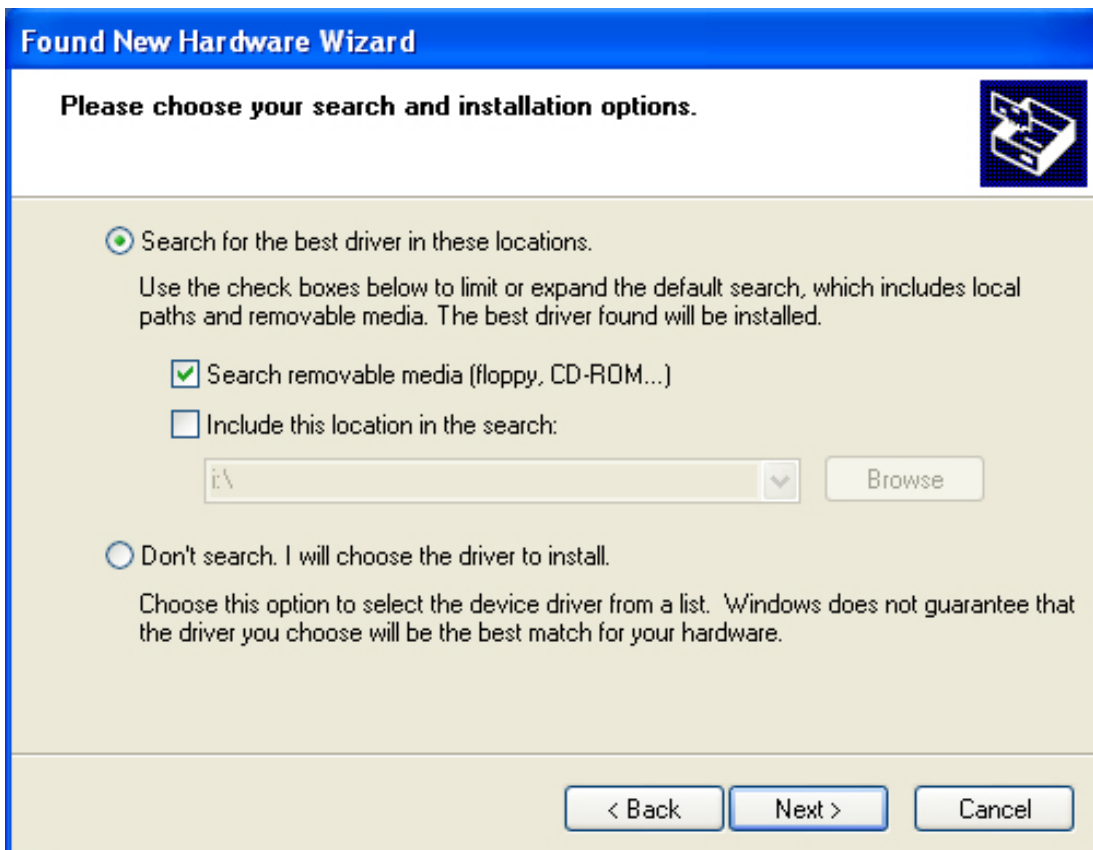 Found New Hardware Wizard
Please choose your search and installation options.
Search for the best driver in these locations.
Use the check boxes below to limit or expand the default search, which includes local
paths and removable media. The best driver found will be installed.
Search removable media (floppy, CD-ROM...)
Include this location in the search:
i:\
Browse
Don't search. I will choose the driver to install.
Choose this option to select the device driver from a list.  Windows does not guarantee that
the driver you choose will be the best match for your hardware.
< Back
Next >
Cancel